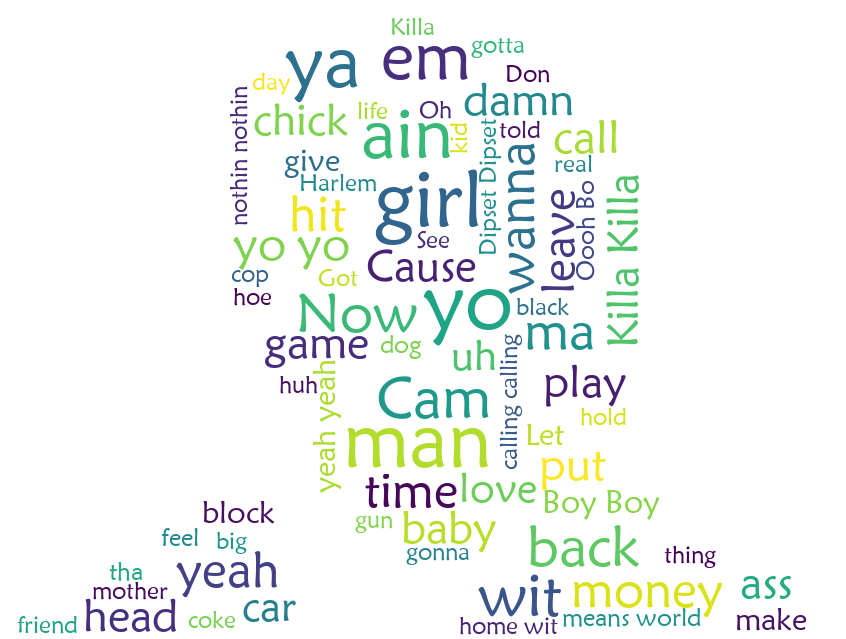 Killa
ya em gotta
day Don
nothin nothin
chick life Oh damn
ain kid told call
Dipset Dipset
give real
Harlem wanna
girl leave Oooh Bo Killa Killa
hit
yo yo See
cop Got Cause
hoe
Now yo black
game dog uh ma
calling calling
huh yeah yeah Cam play
hold
man Let
put
time love
Boy Boy
block gun baby
feel big gonna back thing
tha yeah
mother wit money ass
friend head coke car home wit means world make